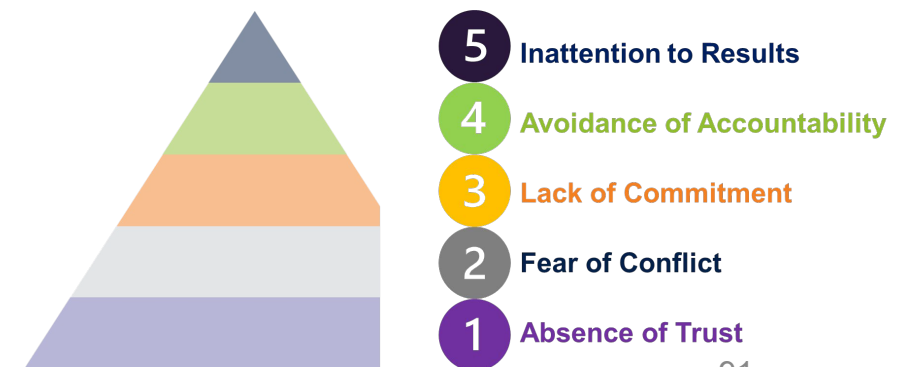 5 Inattention to Results
4 Avoidance of Accountability
3 Lack of Commitment
2 Fear of Conflict
1 Absence of Trust